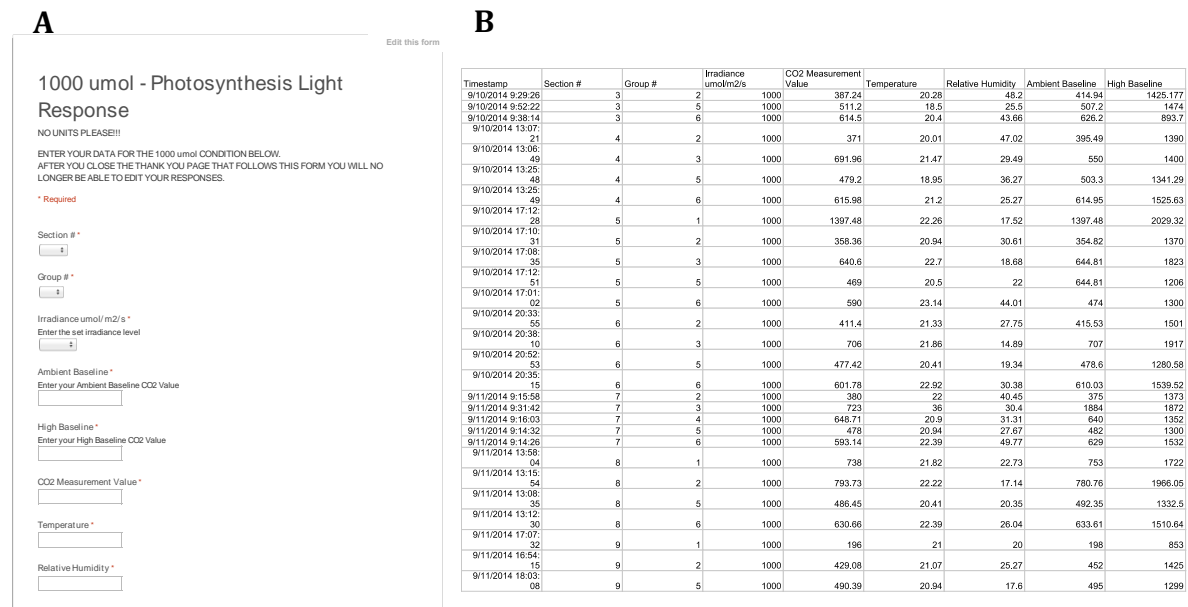 A
B
Edit this form
1000 umol - Photosynthesis Light
Response
NO UNITS PLEASE!!!
ENTER YOUR DATA FOR THE 1000 umol CONDITION BELOW.
AFTER YOU CLOSE THE THANK YOU PAGE THAT FOLLOWS THIS FORM YOU WILL NO
LONGER BE ABLE TO EDIT YOUR RESPONSES.
* Required
Section # *
Group # *
Irradiance umol/ m2/ s *
Enter the set irradiance level
Ambient Baseline *
Enter your Ambient Baseline CO2 Value
High Baseline *
Enter your High Baseline CO2 Value
CO2 Measurement Value *
Temperature *
Relative Humidity *
Timestamp Section # Group # Irradiance umol/m2/s CO2 Measurement Value Temperature Relative Humidity Ambient Baseline High Baseline
9/10/2014 9:29:26 3 2 1000 387.24 20.28 48.2 414.94 1425.177
9/10/2014 9:52:22 3 5 1000 511.2 18.5 25.5 507.2 1474
9/10/2014 9:38:14 3 6 1000 614.5 20.4 43.66 626.2 893.7
9/10/2014 13:07:
21 4 2 1000 371 20.01 47.02 395.49 1390
9/10/2014 13:06:
49 4 3 1000 691.96 21.47 29.49 550 1400
9/10/2014 13:25:
48 4 5 1000 479.2 18.95 36.27 503.3 1341.29
9/10/2014 13:25:
49 4 6 1000 615.98 21.2 25.27 614.95 1525.63
9/10/2014 17:12:
28 5 1 1000 1397.48 22.26 17.52 1397.48 2029.32
9/10/2014 17:10:
31 5 2 1000 358.36 20.94 30.61 354.82 1370
9/10/2014 17:08:
35 5 3 1000 640.6 22.7 18.68 644.81 1823
9/10/2014 17:12:
51 5 5 1000 469 20.5 22 644.81 1206
9/10/2014 17:01:
02 5 6 1000 590 23.14 44.01 474 1300
9/10/2014 20:33:
55 6 2 1000 411.4 21.33 27.75 415.53 1501
9/10/2014 20:38:
10 6 3 1000 706 21.86 14.89 707 1917
9/10/2014 20:52:
53 6 5 1000 477.42 20.41 19.34 478.6 1280.58
9/10/2014 20:35:
15 6 6 1000 601.78 22.92 30.38 610.03 1539.52
9/11/2014 9:15:58 7 2 1000 380 22 40.45 375 1373
9/11/2014 9:31:42 7 3 1000 723 36 30.4 1884 1872
9/11/2014 9:16:03 7 4 1000 648.71 20.9 31.31 640 1352
9/11/2014 9:14:32 7 5 1000 478 20.94 27.67 482 1300
9/11/2014 9:14:26 7 6 1000 593.14 22.39 49.77 629 1532
9/11/2014 13:58:
04 8 1 1000 738 21.82 22.73 753 1722
9/11/2014 13:15:
54 8 2 1000 793.73 22.22 17.14 780.76 1966.05
9/11/2014 13:08:
35 8 5 1000 486.45 20.41 20.35 492.35 1332.5
9/11/2014 13:12:
30 8 6 1000 630.66 22.39 26.04 633.61 1510.64
9/11/2014 17:07:
32 9 1 1000 196 21 20 198 853
9/11/2014 16:54:
15 9 2 1000 429.08 21.07 25.27 452 1425
9/11/2014 18:03:
08 9 5 1000 490.39 20.94 17.6 495 1299